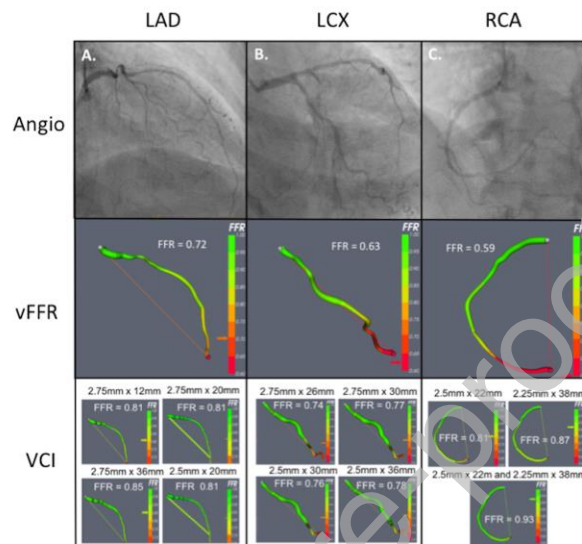 LAD LCX RCA
Angio
A. B. C.
vFFR
FFR = 0.72 FFR = 0.63 FFR = 0.59
FFR FFR FFR
VCI
2.75mm x 12mm 2.75mm x 20mm 2.75mm x 26mm 2.75mm x 30mm 2.5mm x 22mm 2.25mm x 38mm
FFR = 0.81 FFR = 0.81 FFR = 0.74 FFR = 0.77 FFR = 0.81 FFR = 0.87
2.75mm x 36mm 2.5mm x 20mm 2.5mm x 30mm 2.5mm x 36mm 2.5mm x 22m and 2.25mm x 38mm
FFR = 0.85 FFR 0.81 FFR = 0.76 FFR = 0.78 FFR = 0.93